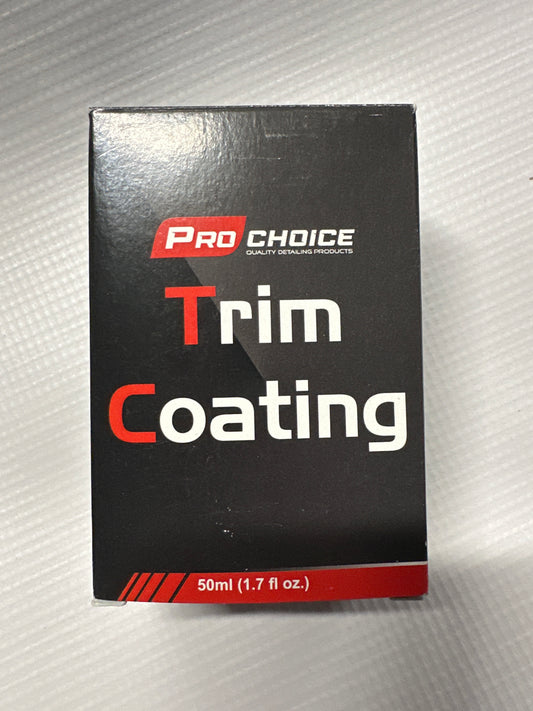 PRO CHOICE
QUALITY DETAILING PRODUCTS
Trim
Coating
50ml (1.7 fl oz.)